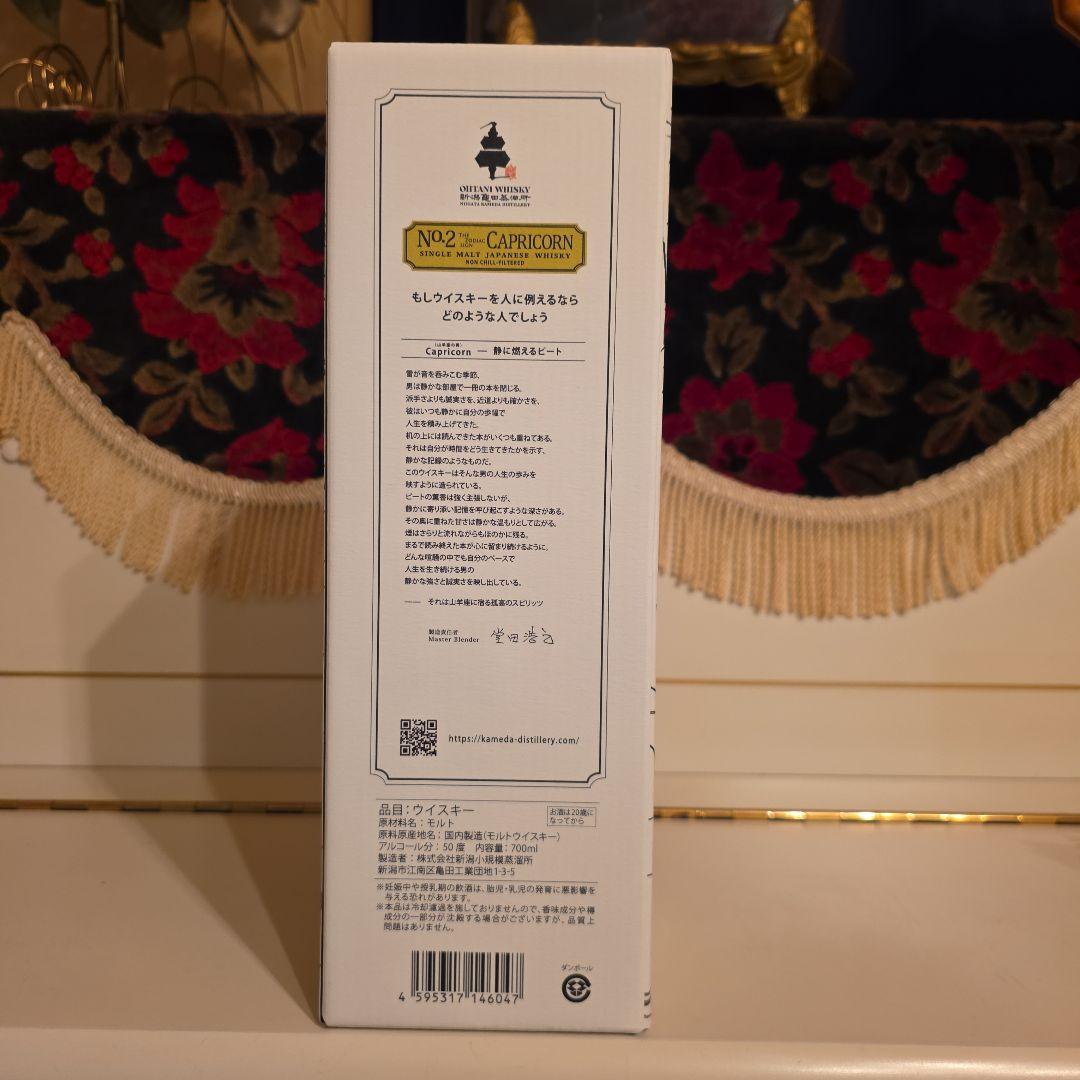 OHTANI WHISKY
新潟亀田蒸溜所
NIIGATA KAMEDA DISTILLERY
No.2 THE ZODIAC SIGN CAPRICORN
SINGLE MALT JAPANESE WHISKY
NON CHILL-FILTERED
もしウイスキーを人に例えるなら
どのような人でしょう
(山羊座の男)
Capricorn — 静に燃えるピート
雪が音を呑みこむ季節、
男は静かな部屋で一冊の本を閉じる。
派手さよりも誠実さを、近道よりも確かさを、
彼はいつも静かに自分の歩幅で
人生を積み上げてきた。
机の上には読んできた本がいくつも重ねてある。
それは自分が時間をどう生きてきたかを示す、
静かな記録のようなものだ。
このウイスキーはそんな男の人生の歩みを
映すように造られている。
ピートの薫香は強く主張しないが、
静かに寄り添い記憶を呼び起こすような深さがある。
その奥に重ねた甘さは静かな温もりとして広がる。
煙はさらりと流れながらもほのかに残る。
まるで読み終えた本が心に留まり続けるように。
どんな喧騒の中でも自分のペースで
人生を生き続ける男の
静かな強さと誠実さを映し出している。
—— それは山羊座に宿る孤高のスピリッツ
製造責任者
Master Blender 堂田浩之
https://kameda-distillery.com/
品目：ウイスキー
お酒は20歳に
なってから
原材料名：モルト
原料原産地名：国内製造(モルトウイスキー)
アルコール分：50度 内容量：700ml
製造者：株式会社新潟小規模蒸溜所
新潟市江南区亀田工業団地1-3-5
※妊娠中や授乳期の飲酒は、胎児・乳児の発育に悪影響を
与える恐れがあります。
※本品は冷却濾過を施しておりませんので、香味成分や樽
成分の一部分が沈殿する場合がございますが、品質上
問題はありません。
4 595317 146047
ダンボール